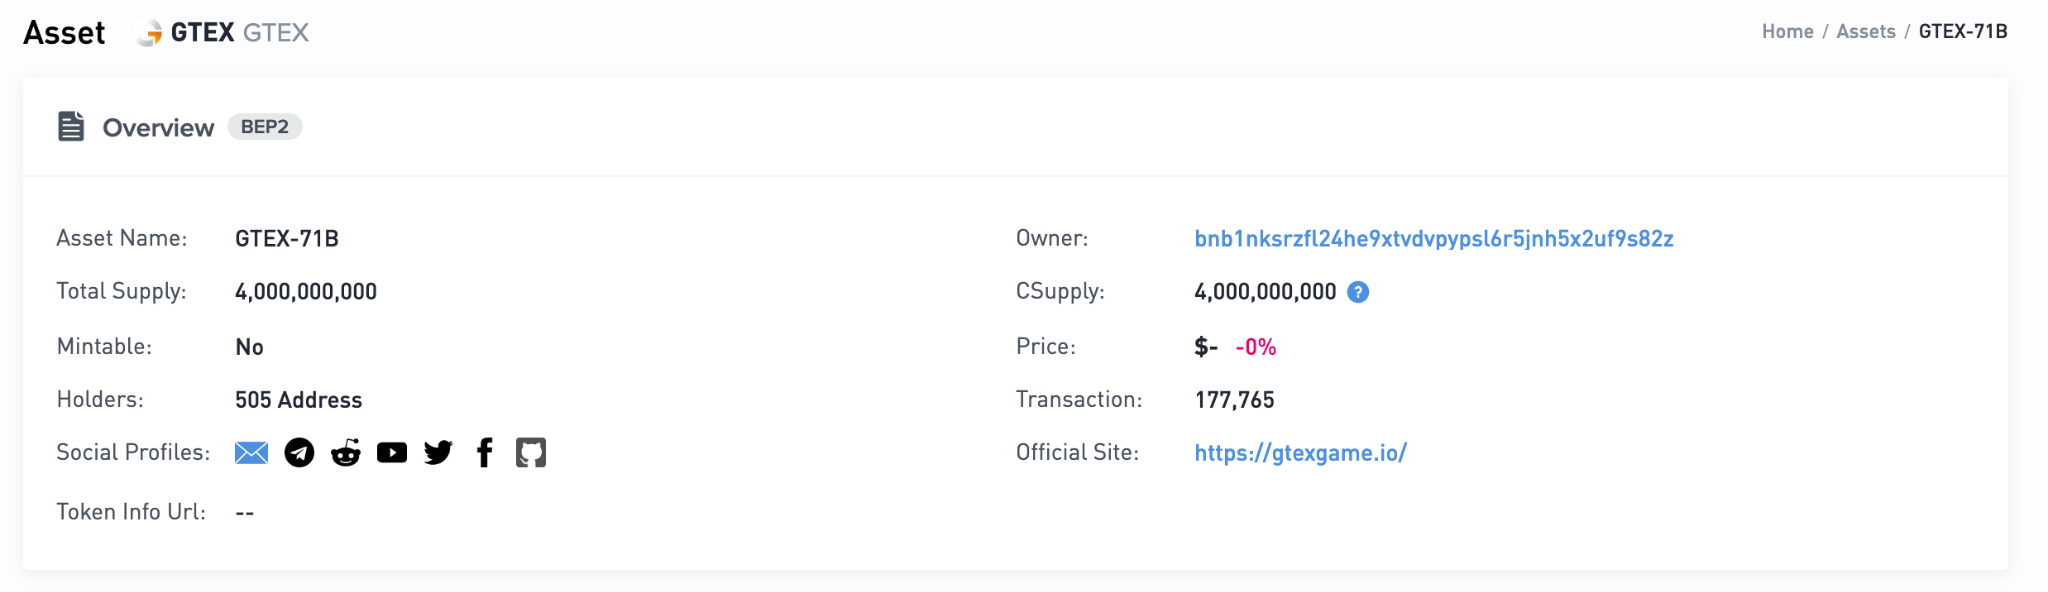 Asset GTEX GTEX
Home / Assets / GTEX-71B
Overview BEP2
Asset Name: GTEX-71B
Owner: bnb1nksrzfl24he9xtvdvpypsl6r5jnh5x2uf9s82z
Total Supply: 4,000,000,000
CSupply: 4,000,000,000 ?
Mintable: No
Price: $- -0%
Holders: 505 Address
Transaction: 177,765
Social Profiles:
Official Site: https://gtexgame.io/
Token Info Url: --